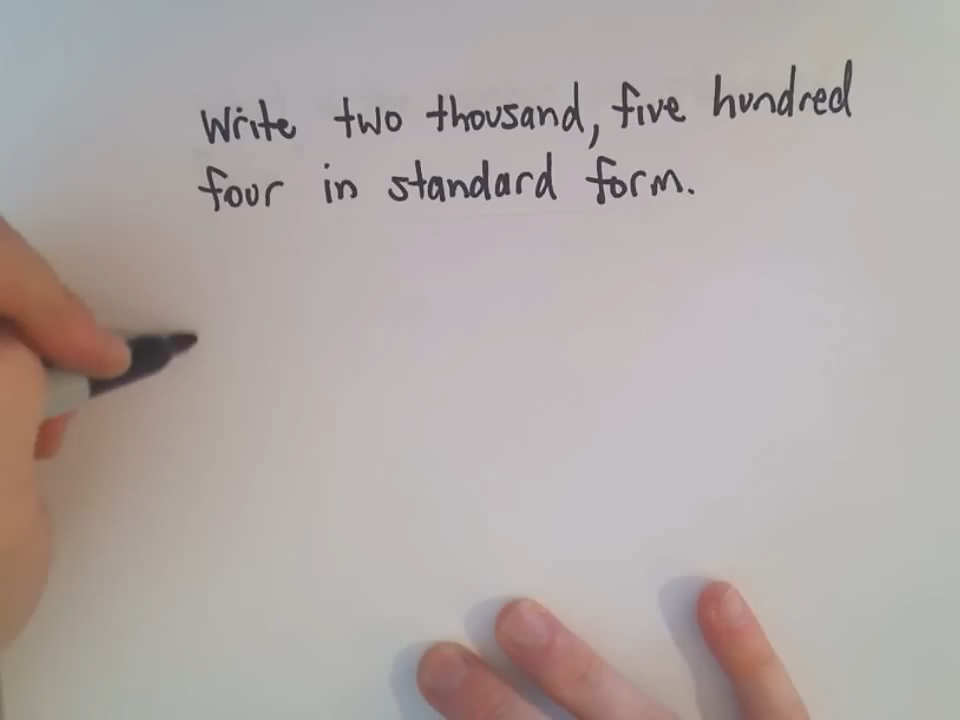 Write two thousand, five hundred
four in standard form.